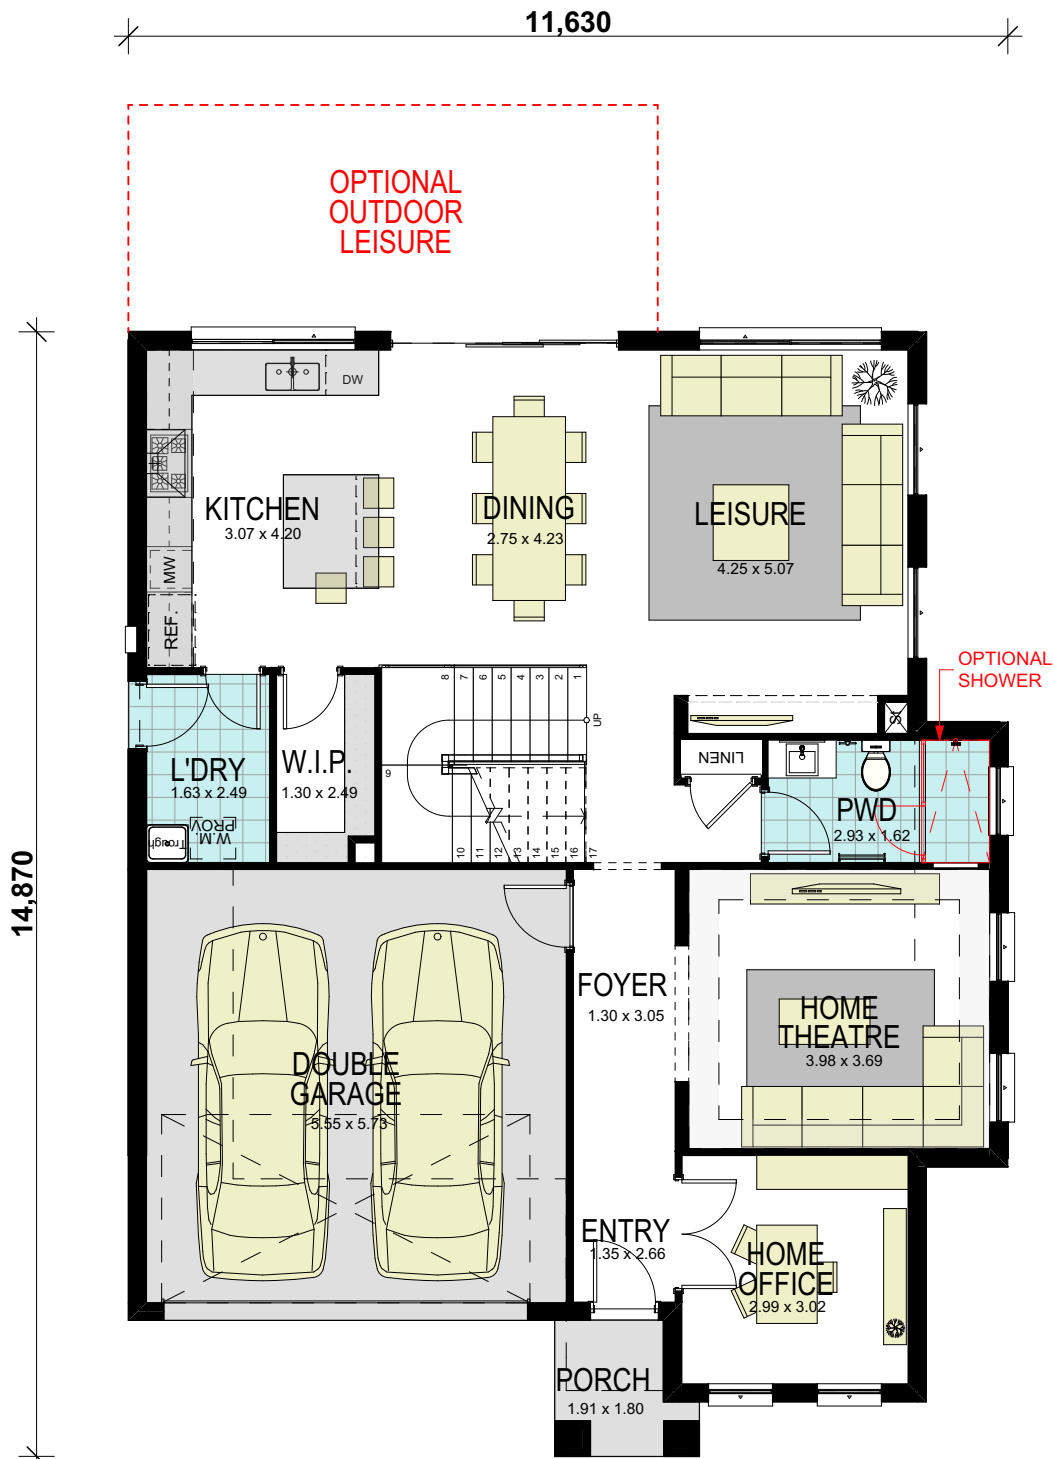 11,630
OPTIONAL
OUTDOOR
LEISURE
14,870
DW
KITCHEN
3.07 x 4.20
MW
REF.
DINING
2.75 x 4.23
LEISURE
4.25 x 5.07
OPTIONAL
SHOWER
8 7 6 5 4 3 2 1
UP
9
10 11 12 13 14 15 16 17
L'DRY
1.63 x 2.49
W.M
PROV
Trough
W.I.P.
1.30 x 2.49
LINEN
PWD
2.93 x 1.62
FOYER
1.30 x 3.05
HOME
THEATRE
3.98 x 3.69
DOUBLE
GARAGE
5.55 x 5.73
ENTRY
1.35 x 2.66
HOME
OFFICE
2.99 x 3.02
PORCH
1.91 x 1.80